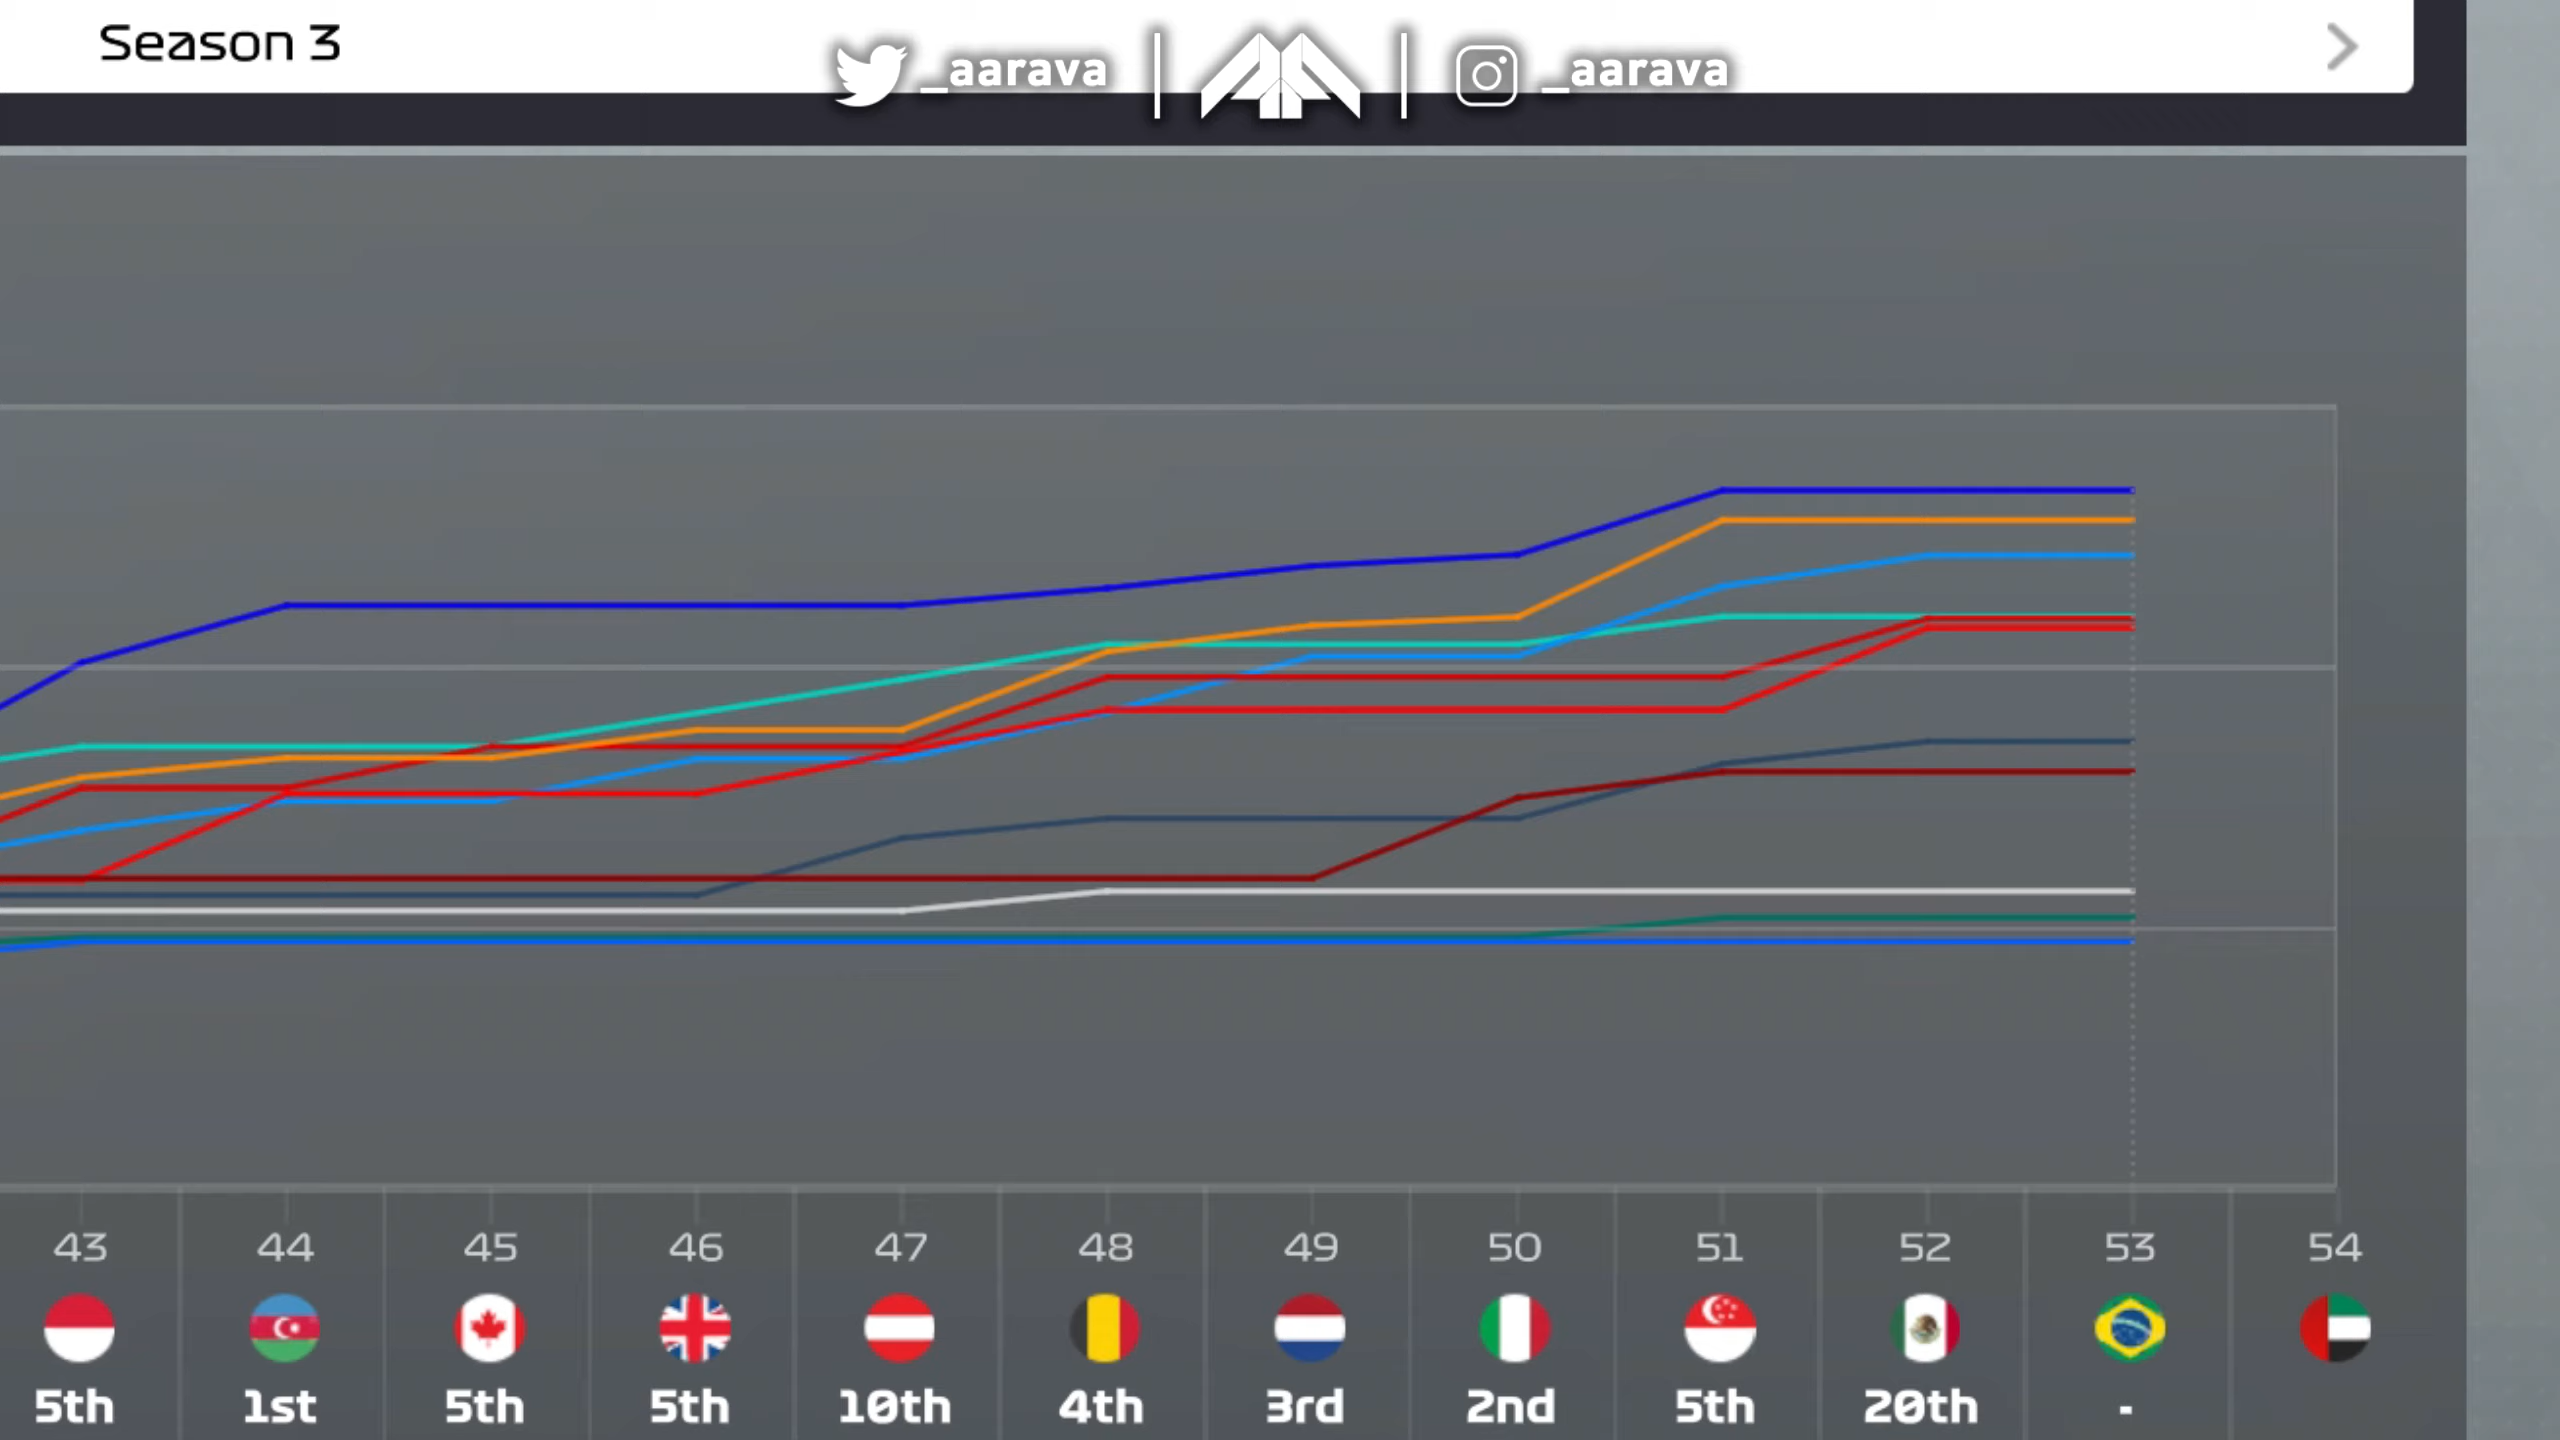 Season 3
_aarava
_aarava
43 44 45 46 47 48 49 50 51 52 53 54
5th 1st 5th 5th 10th 4th 3rd 2nd 5th 20th -